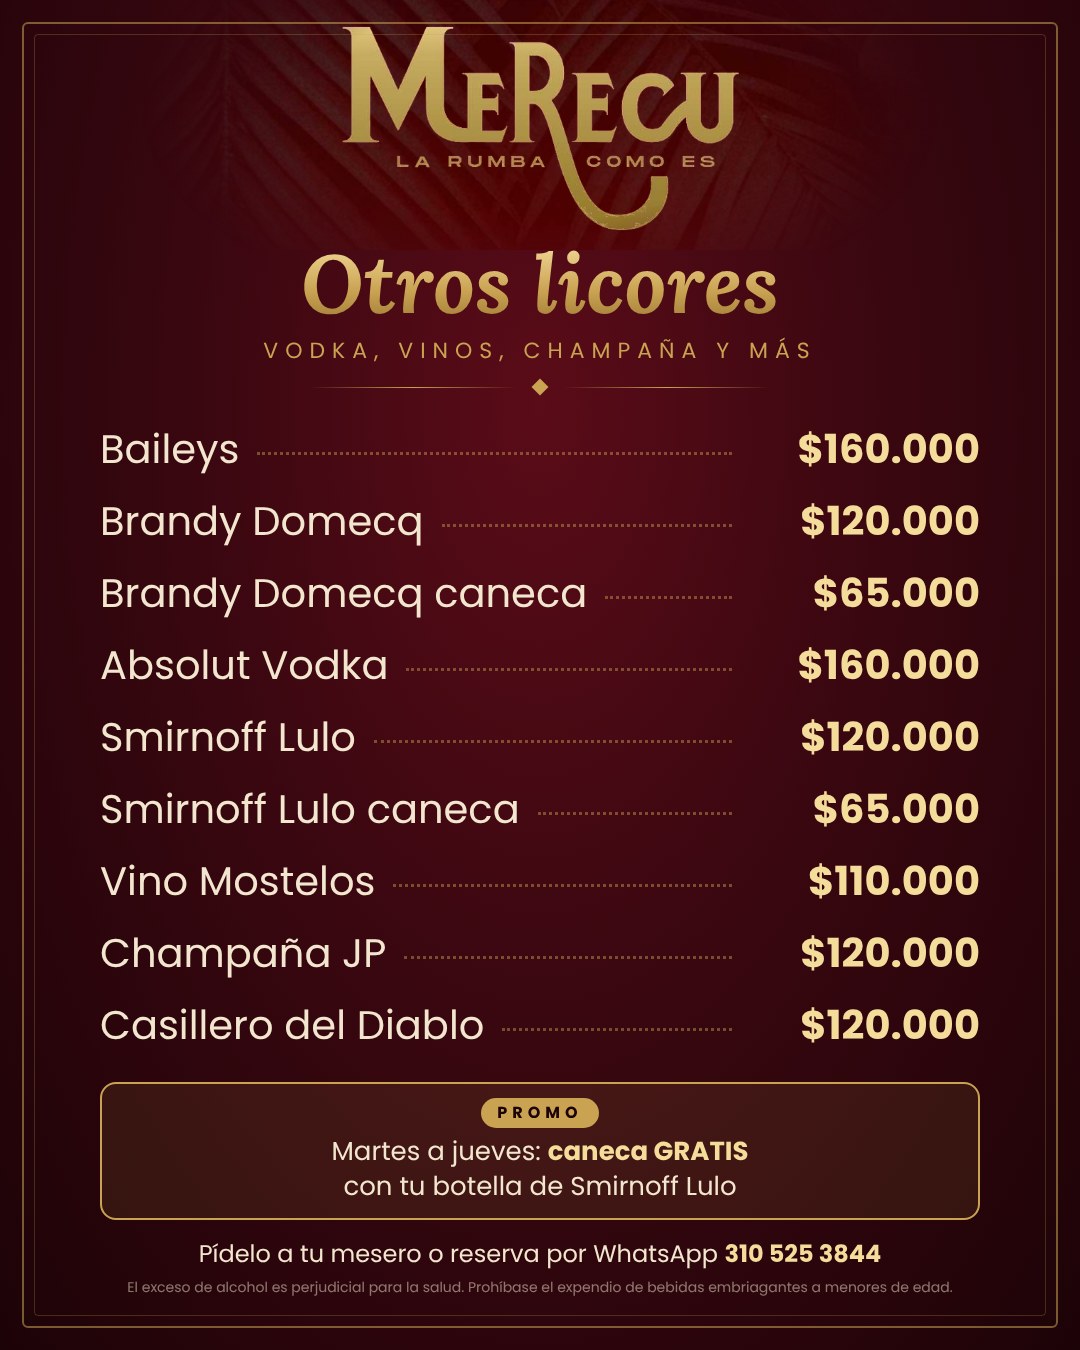 MERECU
LA RUMBA COMO ES
Otros licores
VODKA, VINOS, CHAMPAÑA Y MÁS
Baileys $160.000
Brandy Domecq $120.000
Brandy Domecq caneca $65.000
Absolut Vodka $160.000
Smirnoff Lulo $120.000
Smirnoff Lulo caneca $65.000
Vino Mostelos $110.000
Champaña JP $120.000
Casillero del Diablo $120.000
PROMO
Martes a jueves: caneca GRATIS
con tu botella de Smirnoff Lulo
Pídelo a tu mesero o reserva por WhatsApp 310 525 3844
El exceso de alcohol es perjudicial para la salud. Prohíbase el expendio de bebidas embriagantes a menores de edad.